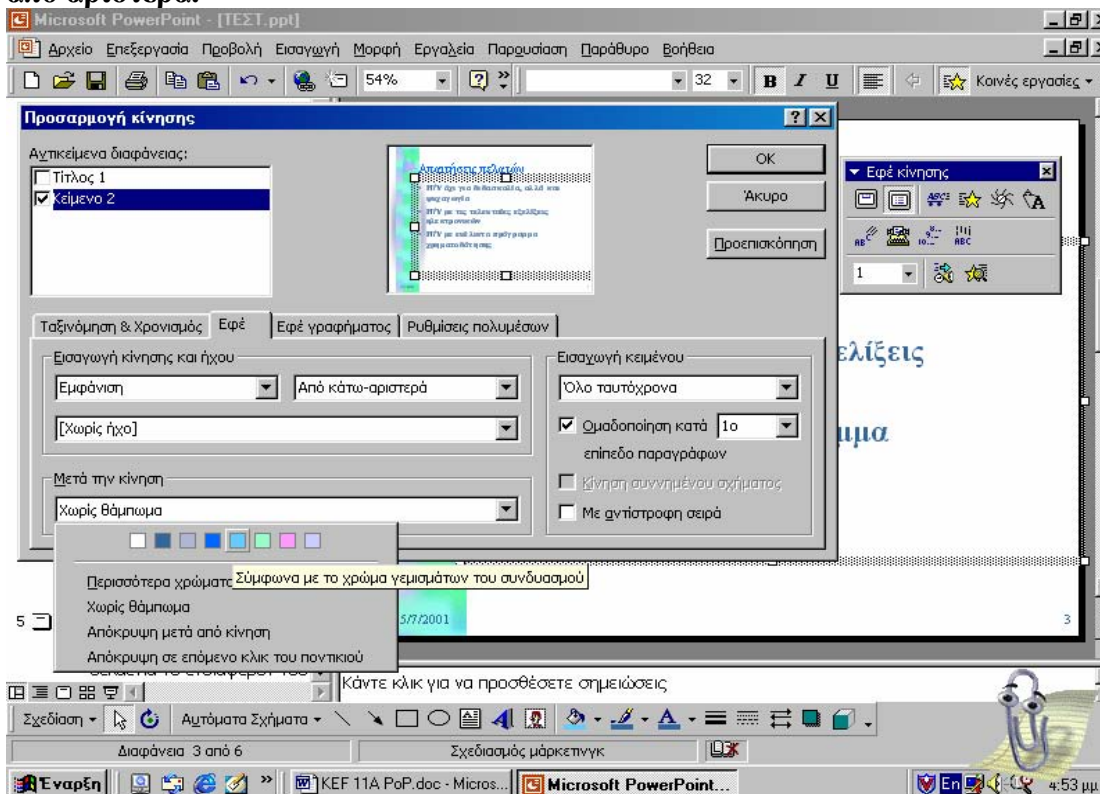 από αριστερά.
Microsoft PowerPoint - [ΤΕΣΤ.ppt]
Αρχείο Επεξεργασία Προβολή Εισαγωγή Μορφή Εργαλεία Παρουσίαση Παράθυρο Βοήθεια
54% 32 B I U Κοινές εργασίες
Προσαρμογή κίνησης
Αντικείμενα διαφάνειας:
Τίτλος 1
Κείμενο 2
Απαιτήσεις πελατών
OK
Άκυρο
Προεπισκόπηση
Εφέ κίνησης
1
Ταξινόμηση & Χρονισμός Εφέ Εφέ γραφήματος Ρυθμίσεις πολυμέσων
Εισαγωγή κίνησης και ήχου
Εμφάνιση Από κάτω-αριστερά
[Χωρίς ήχο]
Εισαγωγή κειμένου
Όλο ταυτόχρονα
Ομαδοποίηση κατά 1ο
επίπεδο παραγράφων
Κίνηση συννημένου σχήματος
Με αντίστροφη σειρά
Μετά την κίνηση
Χωρίς θάμπωμα
Σύμφωνα με το χρώμα γεμισμάτων του συνδυασμού
Χωρίς θάμπωμα
Απόκρυψη μετά από κίνηση
Απόκρυψη σε επόμενο κλικ του ποντικιού
ελίξεις
μμα
5
5/7/2001
3
Κάντε κλικ για να προσθέσετε σημειώσεις
Σχεδίαση Αυτόματα Σχήματα
Διαφάνεια 3 από 6 Σχεδιασμός μάρκετινγκ
Έναρξη KEF 11A PoP.doc - Micros... Microsoft PowerPoint... En 4:53 μμ